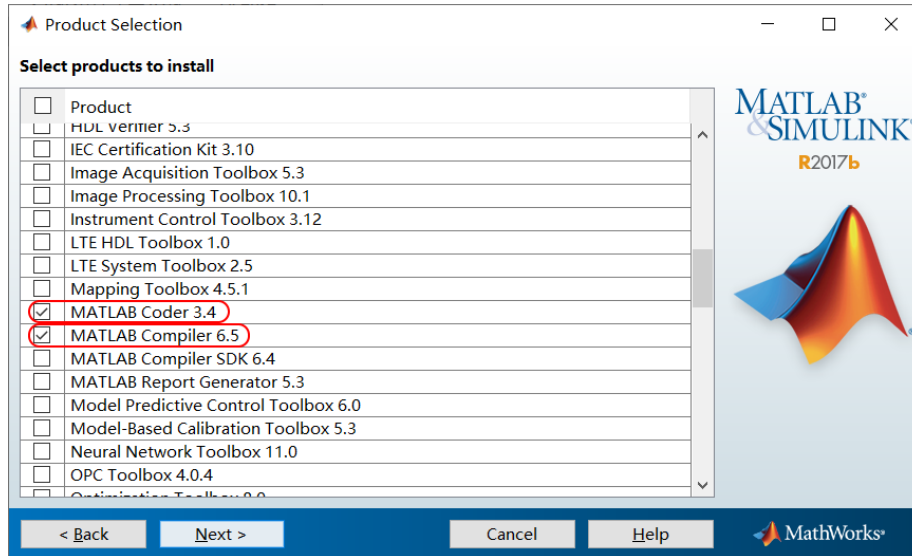 Product Selection
Select products to install
Product
HDL Verifier 5.3
IEC Certification Kit 3.10
Image Acquisition Toolbox 5.3
Image Processing Toolbox 10.1
Instrument Control Toolbox 3.12
LTE HDL Toolbox 1.0
LTE System Toolbox 2.5
Mapping Toolbox 4.5.1
MATLAB Coder 3.4
MATLAB Compiler 6.5
MATLAB Compiler SDK 6.4
MATLAB Report Generator 5.3
Model Predictive Control Toolbox 6.0
Model-Based Calibration Toolbox 5.3
Neural Network Toolbox 11.0
OPC Toolbox 4.0.4
Optimization Toolbox 8.0
MATLAB®
&SIMULINK®
R2017b
< Back Next > Cancel Help MathWorks®